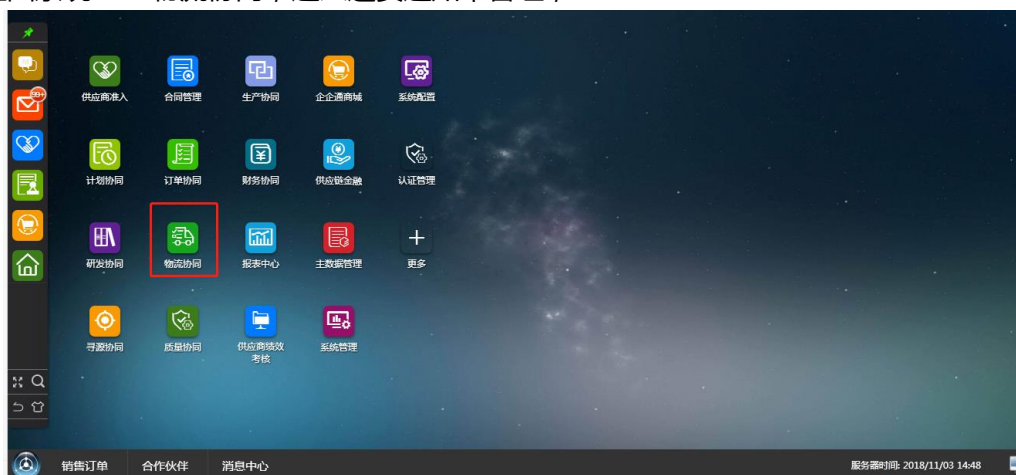 99+
供应商准入 合同管理 生产协同 企企通商城 系统配置
计划协同 订单协同 财务协同 供应链金融 认证管理
研发协同 物流协同 报表中心 主数据管理 更多
寻源协同 质量协同 供应商绩效 系统管理
考核
销售订单 合作伙伴 消息中心 服务器时间: 2018/11/03 14:48